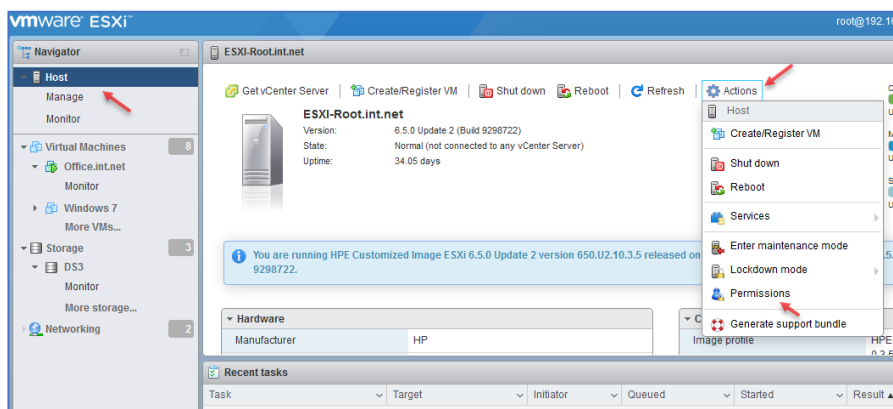 vmware ESXi™
root@192.16
Navigator
ESXI-Root.int.net
Host
Manage
Monitor
Virtual Machines 8
Office.int.net
Monitor
Windows 7
More VMs...
Storage 3
DS3
Monitor
More storage...
Networking 2
Get vCenter Server | Create/Register VM | Shut down Reboot | Refresh | Actions
ESXI-Root.int.net
Version: 6.5.0 Update 2 (Build 9298722)
State: Normal (not connected to any vCenter Server)
Uptime: 34.05 days
Host
Create/Register VM
Shut down
Reboot
Services
Enter maintenance mode
Lockdown mode
Permissions
Generate support bundle
You are running HPE Customized Image ESXi 6.5.0 Update 2 version 650.U2.10.3.5 released on
9298722.
Hardware
Manufacturer HP
Image profile HPE
Recent tasks
Task Target Initiator Queued Started Result